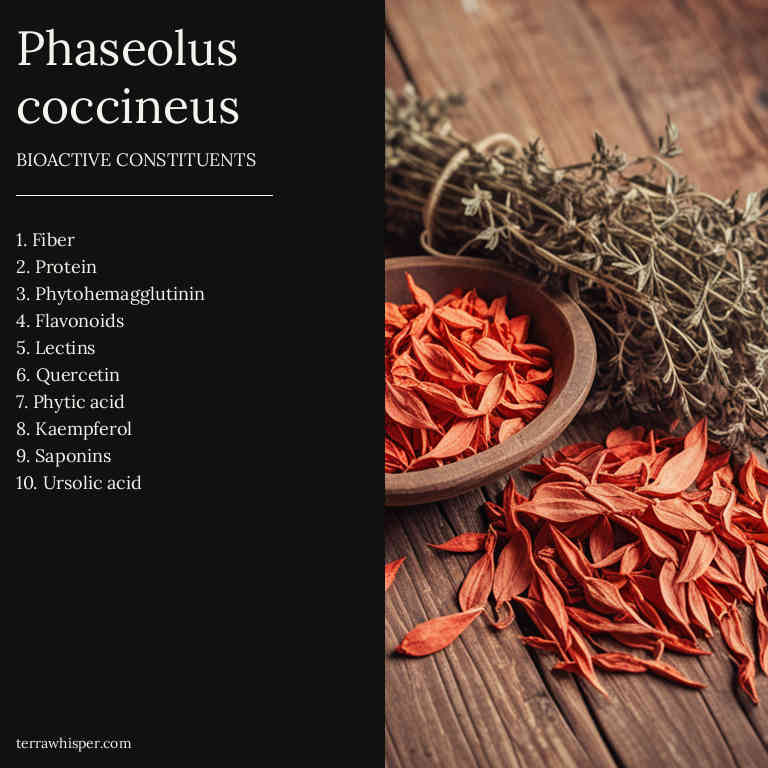 Phaseolus
coccineus
BIOACTIVE CONSTITUENTS
1. Fiber
2. Protein
3. Phytohemagglutinin
4. Flavonoids
5. Lectins
6. Quercetin
7. Phytic acid
8. Kaempferol
9. Saponins
10. Ursolic acid
terrawhisper.com